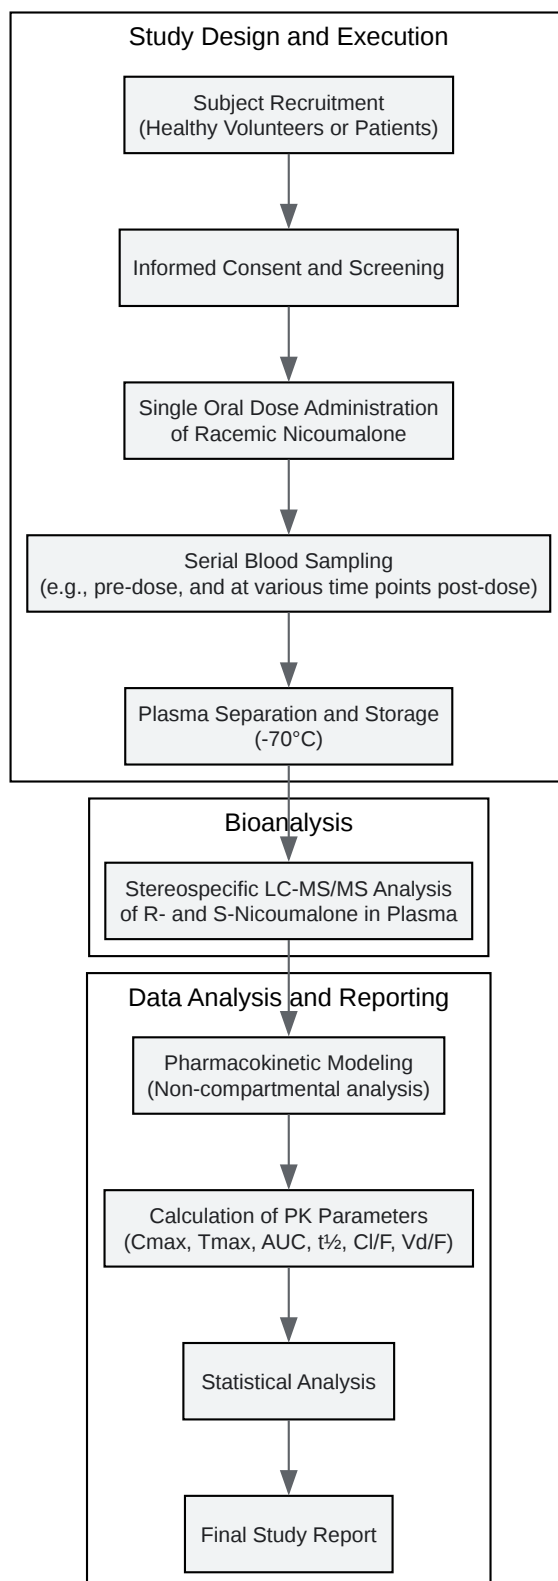 Study Design and Execution
Subject Recruitment
(Healthy Volunteers or Patients)
Informed Consent and Screening
Single Oral Dose Administration
of Racemic Nicoumalone
Serial Blood Sampling
(e.g., pre-dose, and at various time points post-dose)
Plasma Separation and Storage
(-70°C)
Bioanalysis
Stereospecific LC-MS/MS Analysis
of R- and S-Nicoumalone in Plasma
Data Analysis and Reporting
Pharmacokinetic Modeling
(Non-compartmental analysis)
Calculation of PK Parameters
(Cmax, Tmax, AUC, t½, Cl/F, Vd/F)
Statistical Analysis
Final Study Report